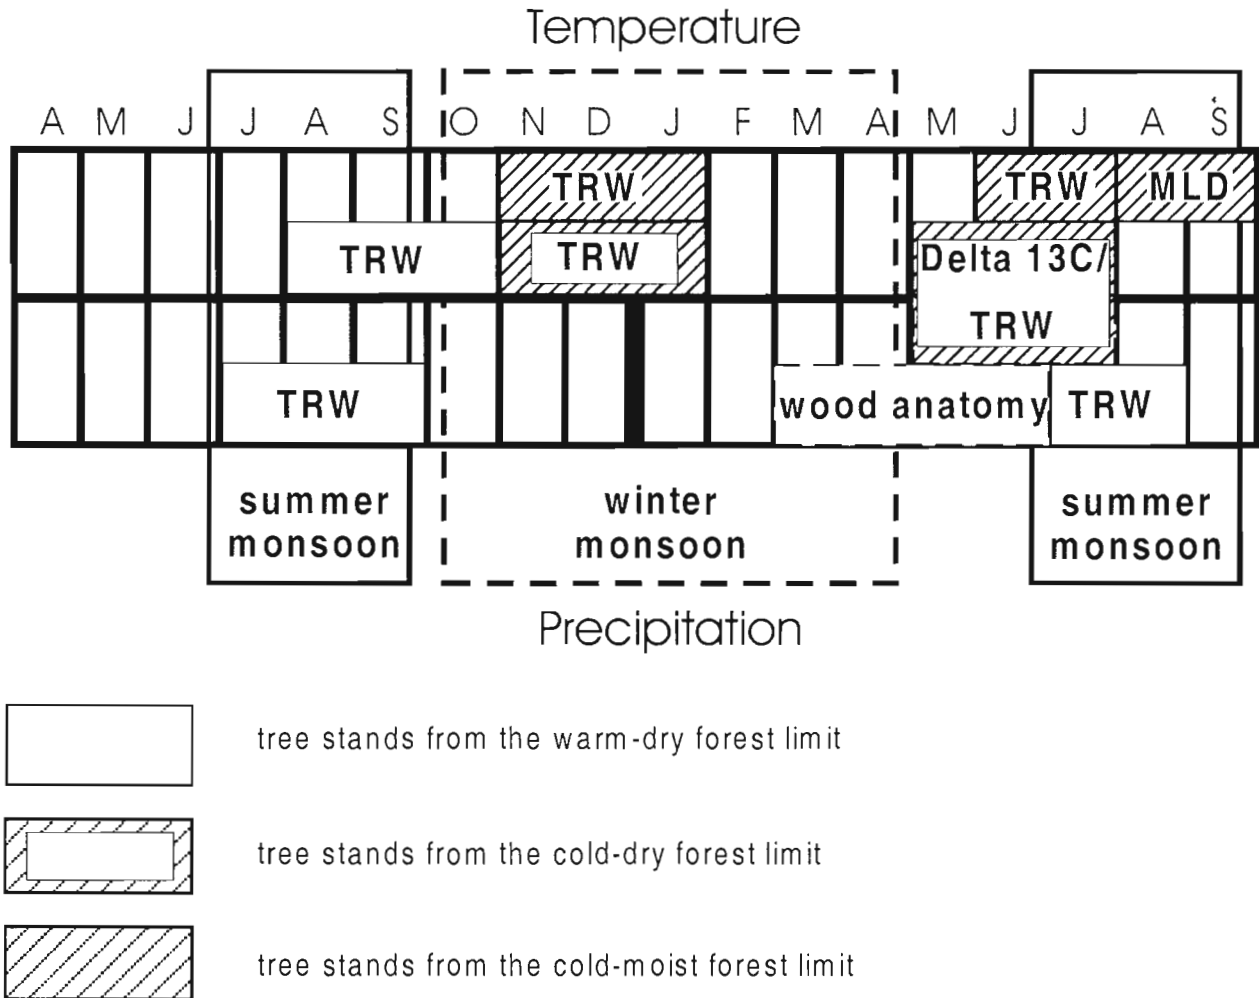 Temperature
A M J J A S O N D J F M A M J J A S
TRW TRW MLD
TRW TRW Delta 13C/
TRW
TRW wood anatomy TRW
summer monsoon
winter monsoon
summer monsoon
Precipitation
tree stands from the warm-dry forest limit
tree stands from the cold-dry forest limit
tree stands from the cold-moist forest limit